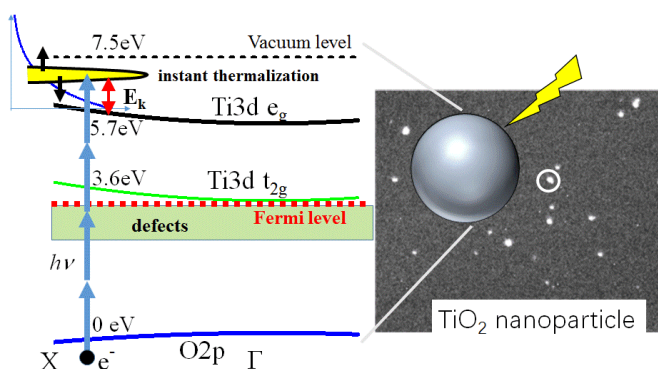 7.5eV
Vacuum level
instant thermalization
Eₖ
Ti3d e₉
5.7eV
3.6eV
Ti3d t₂g
Fermi level
defects
hν
0 eV
O2p
X
e⁻
Γ
TiO₂ nanoparticle